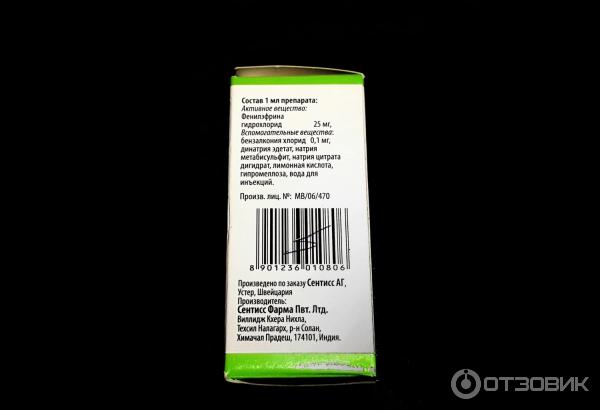 Состав 1 мл препарата:
Активное вещество:
Фенилэфрина
гидрохлорид 25 мг,
Вспомогательные вещества:
бензалкония хлорид 0,1 мг,
динатрия эдетат, натрия
метабисульфит, натрия цитрата
дигидрат, лимонная кислота,
гипромеллоза, вода для
инъекций.
Произв. лиц. №: MB/06/470
8 901236 010806
Произведено по заказу Сентисс АГ,
Устер, Швейцария
Производитель:
Сентисс Фарма Пвт. Лтд.
Виллидж Кхера Нихла,
Техсил Налагарх, р-н Солан,
Химачал Прадеш, 174101, Индия.
ОТЗОВИК